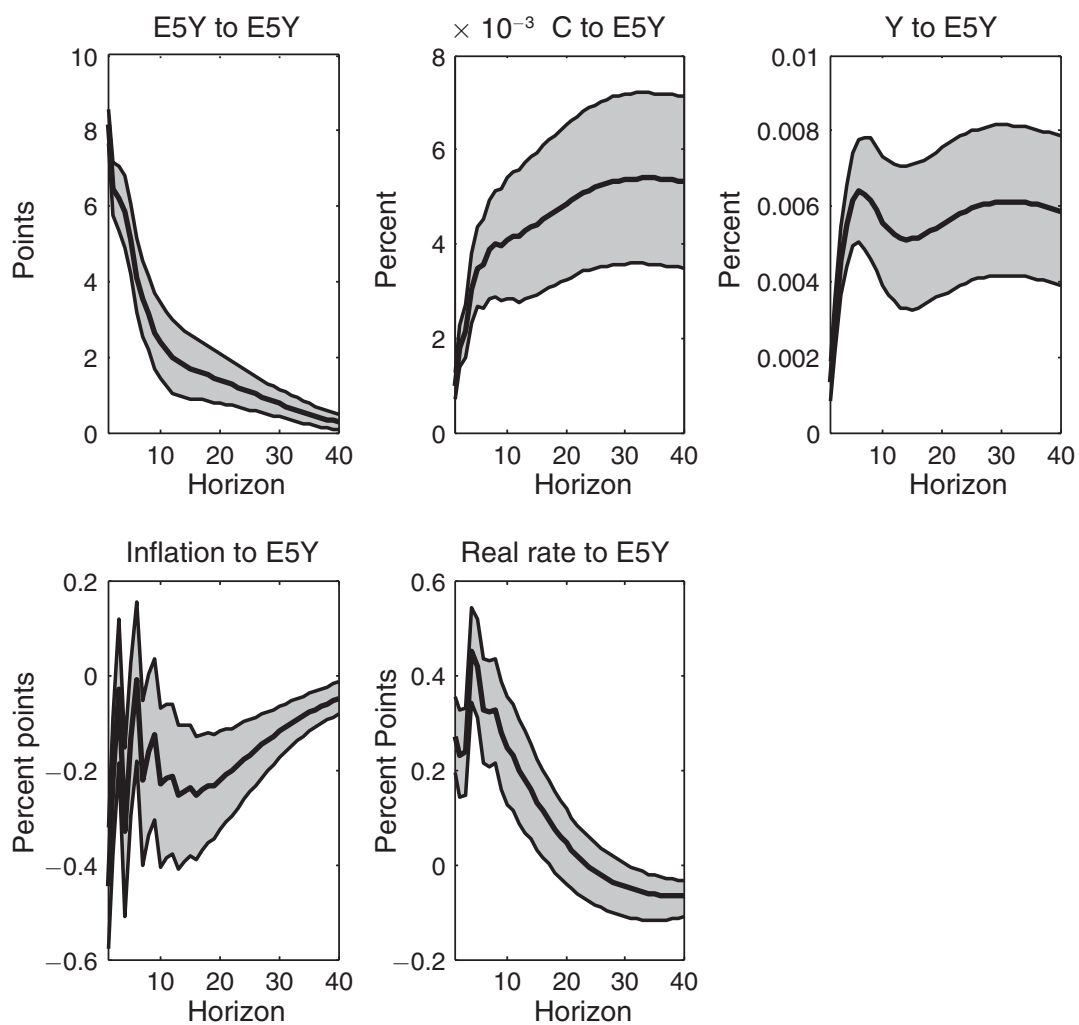 E5Y to E5Y
Points
10
8
6
4
2
0
10 20 30 40
Horizon
× 10⁻³ C to E5Y
Percent
8
6
4
2
0
10 20 30 40
Horizon
Y to E5Y
Percent
0.01
0.008
0.006
0.004
0.002
0
10 20 30 40
Horizon
Inflation to E5Y
Percent points
0.2
0
−0.2
−0.4
−0.6
10 20 30 40
Horizon
Real rate to E5Y
Percent Points
0.6
0.4
0.2
0
−0.2
10 20 30 40
Horizon